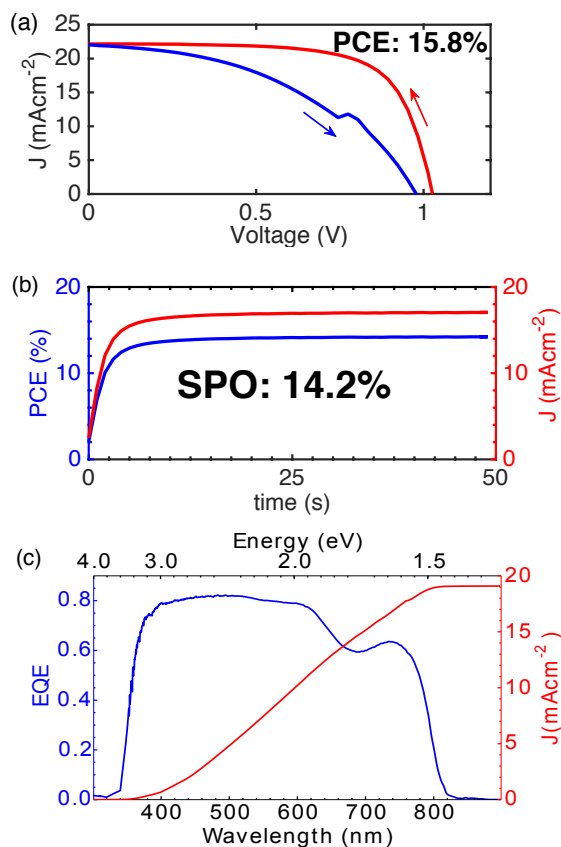 (a)
PCE: 15.8%
J (mAcm-2)
25
20
15
10
5
0
0
0.5
1
Voltage (V)
(b)
SPO: 14.2%
PCE (%)
20
10
0
J (mAcm-2)
20
10
0
0
25
50
time (s)
(c)
Energy (eV)
4.0
3.0
2.0
1.5
EQE
0.8
0.6
0.4
0.2
0.0
J(mAcm-2)
20
15
10
5
0
400
500
600
700
800
Wavelength (nm)